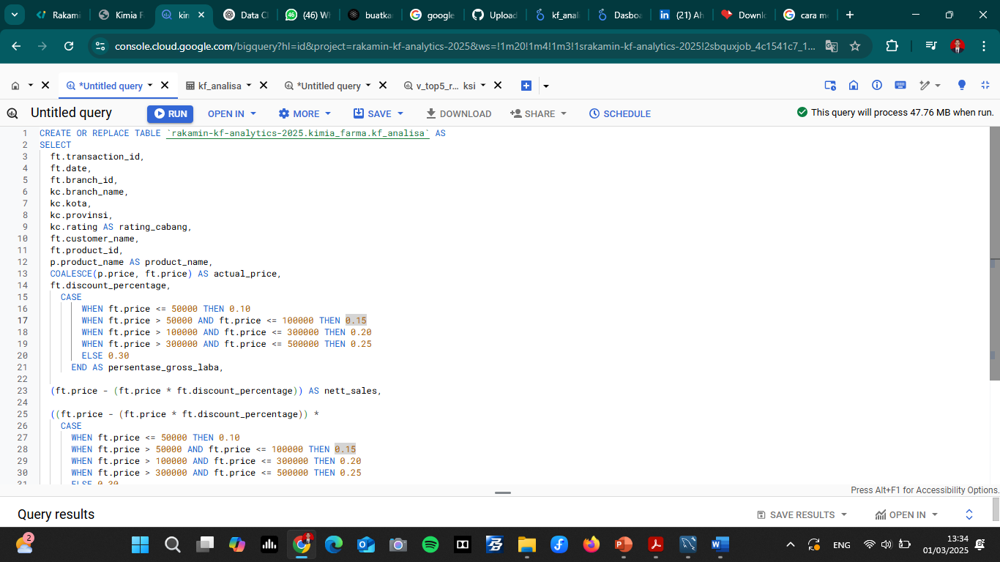 Rakami
Kimia F
kin
Data Cl
(46) W
buatka
google
Upload
kf_anali
Dasboa
(21) Ah
Downlo
cara me
console.cloud.google.com/bigquery?hl=id&project=rakamin-kf-analytics-2025&ws=!1m20!1m4!1m3!1srakamin-kf-analytics-2025!2sbquxjob_4c1541c7_1...
*Untitled query
kf_analisa
*Untitled query
v_top5_r... ksi
Untitled query
RUN
OPEN IN
MORE
SAVE
DOWNLOAD
SHARE
SCHEDULE
This query will process 47.76 MB when run.
1 CREATE OR REPLACE TABLE `rakamin-kf-analytics-2025.kimia_farma.kf_analisa` AS
2 SELECT
3 ft.transaction_id,
4 ft.date,
5 ft.branch_id,
6 kc.branch_name,
7 kc.kota,
8 kc.provinsi,
9 kc.rating AS rating_cabang,
10 ft.customer_name,
11 ft.product_id,
12 p.product_name AS product_name,
13 COALESCE(p.price, ft.price) AS actual_price,
14 ft.discount_percentage,
15 CASE
16 WHEN ft.price <= 50000 THEN 0.10
17 WHEN ft.price > 50000 AND ft.price <= 100000 THEN 0.15
18 WHEN ft.price > 100000 AND ft.price <= 300000 THEN 0.20
19 WHEN ft.price > 300000 AND ft.price <= 500000 THEN 0.25
20 ELSE 0.30
21 END AS persentase_gross_laba,
22
23 (ft.price - (ft.price * ft.discount_percentage)) AS nett_sales,
24
25 ((ft.price - (ft.price * ft.discount_percentage)) *
26 CASE
27 WHEN ft.price <= 50000 THEN 0.10
28 WHEN ft.price > 50000 AND ft.price <= 100000 THEN 0.15
29 WHEN ft.price > 100000 AND ft.price <= 300000 THEN 0.20
30 WHEN ft.price > 300000 AND ft.price <= 500000 THEN 0.25
31 ELSE 0.30
Press Alt+F1 for Accessibility Options.
Query results
SAVE RESULTS
OPEN IN
2
ENG
13:34
01/03/2025